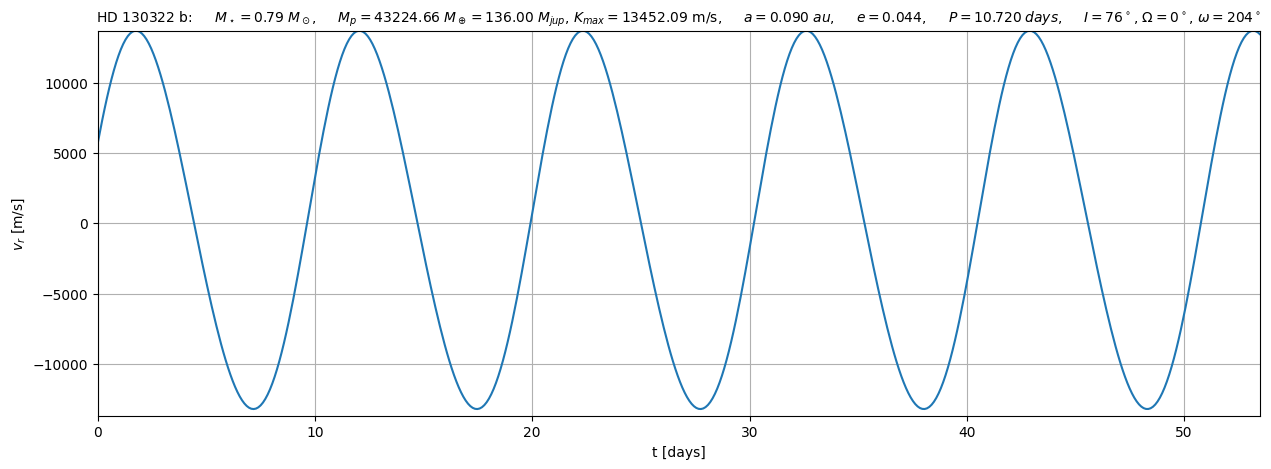 HD 130322 b: M⋆ = 0.79 M⊙, Mp = 43224.66 M⊕ = 136.00 Mjup, Kmax = 13452.09 m/s, a = 0.090 au, e = 0.044, P = 10.720 days, I = 76°, Ω = 0°, ω = 204°
10000
5000
0
−5000
−10000
vr [m/s]
0 10 20 30 40 50
t [days]